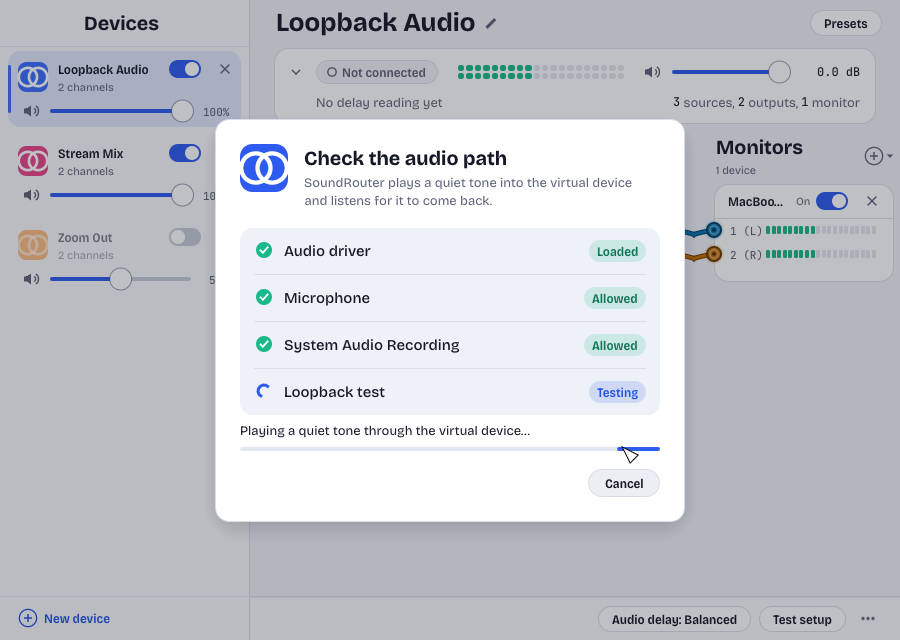 Devices
Loopback Audio
2 channels
100%
Stream Mix
2 channels
10
Zoom Out
2 channels
5
New device
Loopback Audio
Presets
Not connected
0.0 dB
No delay reading yet
3 sources, 2 outputs, 1 monitor
Monitors
1 device
MacBoo...
On
1 (L)
2 (R)
Check the audio path
SoundRouter plays a quiet tone into the virtual device
and listens for it to come back.
Audio driver
Loaded
Microphone
Allowed
System Audio Recording
Allowed
Loopback test
Testing
Playing a quiet tone through the virtual device...
Cancel
Audio delay: Balanced
Test setup